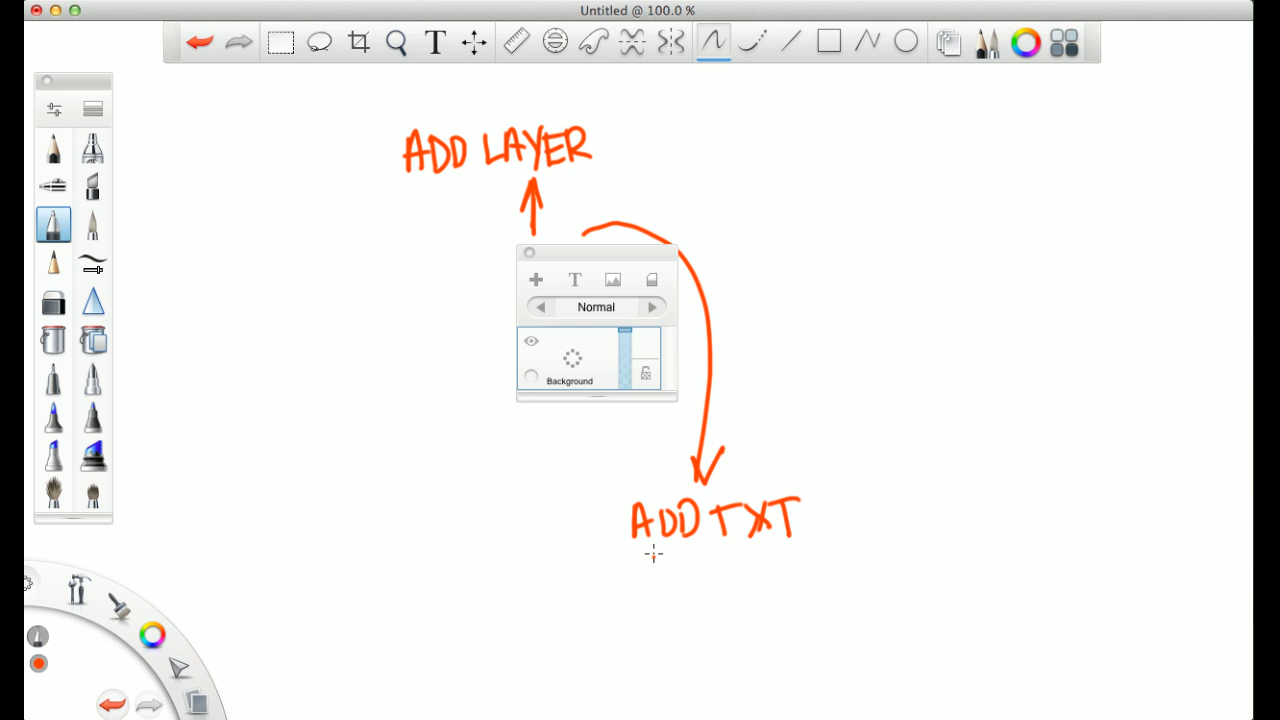 Untitled @ 100.0 %
T
ADD LAYER
T
Normal
Background
ADD TXT